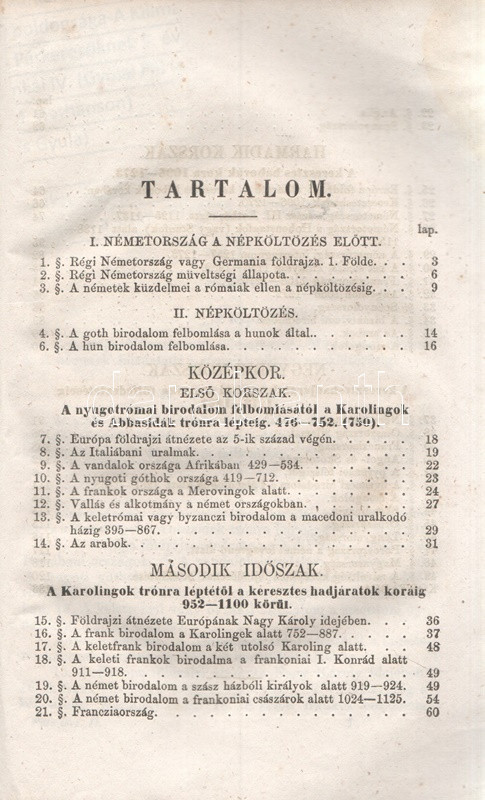 TARTALOM.
lap.
I. NÉMETORSZÁG A NÉPKÖLTÖZÉS ELŐTT.
1. §. Régi Németország vagy Germania földrajza. 1. Földe. . . 3
2. §. Régi Németország müveltségi állapota. . . . . . . . 6
3. §. A németek küzdelmei a rómaiak ellen a népköltözésig. . . 9
II. NÉPKÖLTÖZÉS.
4. §. A goth birodalom felbomlása a hunok által. . . . . . . 14
6. §. A hun birodalom felbomlása. . . . . . . . . . . 16
KÖZÉPKOR.
ELSŐ KORSZAK.
A nyugotrómai birodalom felbomlásától a Karolingok
és Abbasidák trónra lépteig. 476—752. (750).
7. §. Európa földrajzi átnézete az 5-ik század végén. . . . . 18
8. §. Az Italiábani uralmak. . . . . . . . . . . . . 19
9. §. A vandalok országa Afrikában 429—534. . . . . . . 22
10. §. A nyugoti góthok országa 419—712. . . . . . . . . 23
11. §. A frankok országa a Merovingok alatt. . . . . . . . 24
12. §. Vallás és alkotmány a német országokban. . . . . . . 27
13. §. A keletrómai vagy byzanczi birodalom a macedoni uralkodó
házig 395—867. . . . . . . . . . . . . . . 29
14. §. Az arabok. . . . . . . . . . . . . . . . . 31
MÁSODIK IDŐSZAK.
A Karolingok trónra léptétől a keresztes hadjáratok koráig
952—1100 körül.
15. §. Földrajzi átnézete Európának Nagy Károly idejében. . . 36
16. §. A frank birodalom a Karolingek alatt 752—887. . . . . 37
17. §. A keletfrank birodalom a két utolsó Karoling alatt. . . . 48
18. §. A keleti frankok birodalma a frankoniai I. Konrád alatt
911—918. . . . . . . . . . . . . . . . . 49
19. §. A német birodalom a szász házbóli királyok alatt 919—924. 49
20. §. A német birodalom a frankoniai császárok alatt 1024—1125. 54
21. §. Francziaország. . . . . . . . . . . . . . . 60